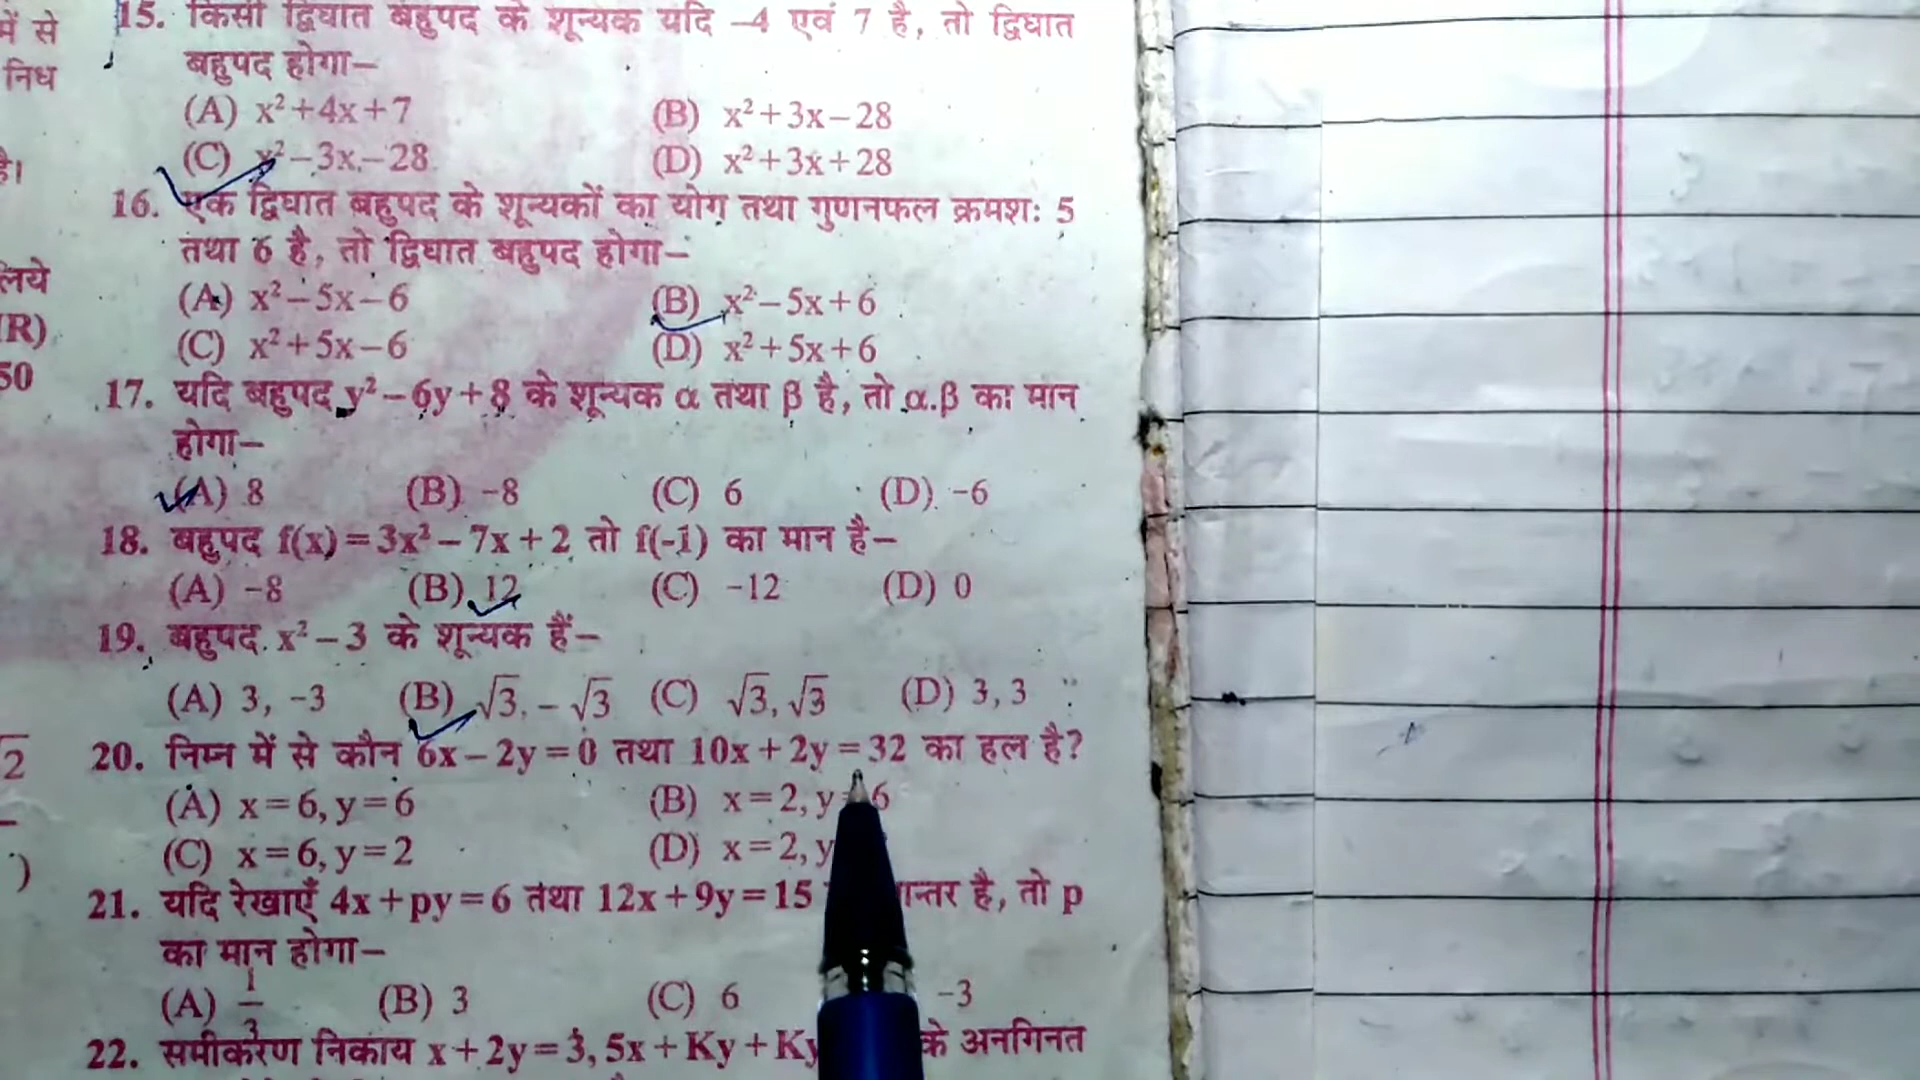 में से
निध
है।
लिये
(R)
50
√2
)
15. किसी द्विघात बहुपद के शून्यक यदि –4 एवं 7 है, तो द्विघात
बहुपद होगा–
(A) x²+4x+7 (B) x²+3x–28
(C) x²–3x–28 (D) x²+3x+28
16. एक द्विघात बहुपद के शून्यकों का योग तथा गुणनफल क्रमशः 5
तथा 6 है, तो द्विघात बहुपद होगा–
(A) x²–5x–6 (B) x²–5x+6
(C) x²+5x–6 (D) x²+5x+6
17. यदि बहुपद y²–6y+8 के शून्यक α तथा β है, तो α.β का मान
होगा–
(A) 8 (B) -8 (C) 6 (D) -6
18. बहुपद f(x)=3x²–7x+2 तो f(-1) का मान है–
(A) -8 (B) 12 (C) -12 (D) 0
19. बहुपद x²–3 के शून्यक हैं–
(A) 3, -3 (B) √3, – √3 (C) √3, √3 (D) 3, 3
20. निम्न में से कौन 6x–2y=0 तथा 10x+2y=32 का हल है?
(A) x=6, y=6 (B) x=2, y=6
(C) x=6, y=2 (D) x=2, y
21. यदि रेखाएँ 4x+py=6 तथा 12x+9y=15 है, तो p
का मान होगा–
(A) 1/3 (B) 3 (C) 6 -3
22. समीकरण निकाय x+2y=3, 5x+Ky+Ky के अनगिनत